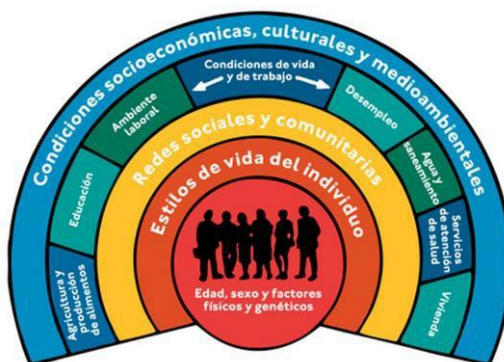 Condiciones socioeconómicas, culturales y medioambientales
Condiciones de vida
y de trabajo
Ambiente
laboral
Desempleo
Educación
Agua y
saneamiento
Agricultura y
producción
de alimentos
Servicios
de atención
de salud
Vivienda
Redes sociales y comunitarias
Estilos de vida del individuo
Edad, sexo y factores
físicos y genéticos